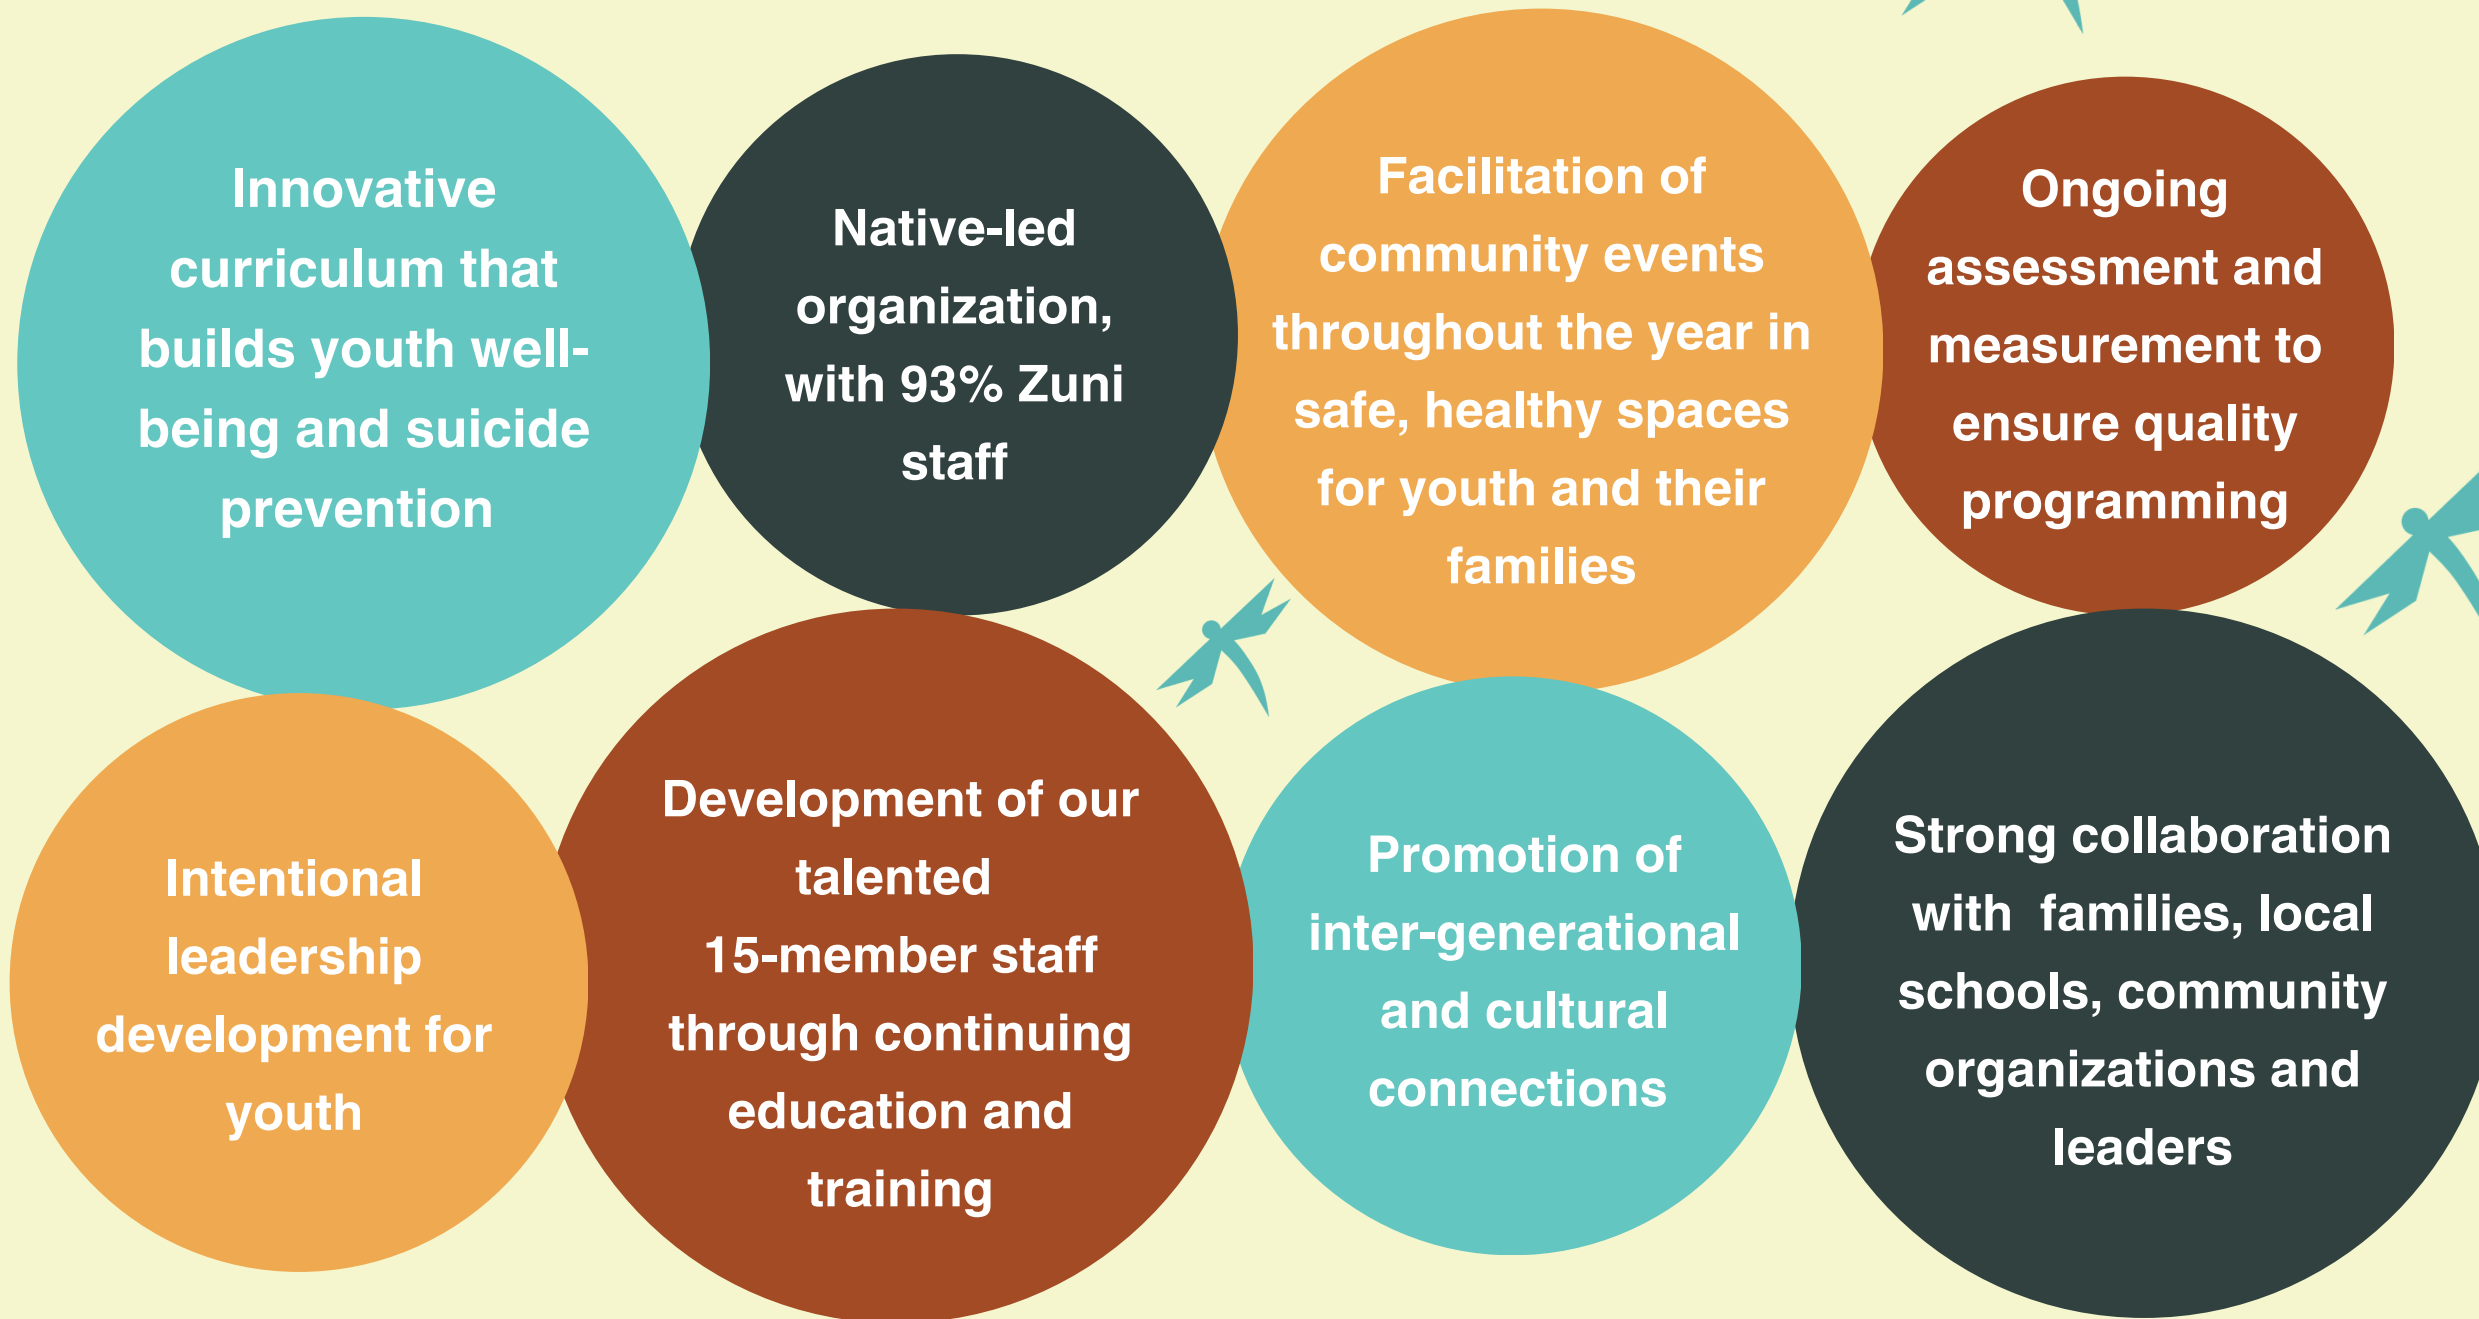 Innovative
curriculum that
builds youth well-
being and suicide
prevention
Native-led
organization,
with 93% Zuni
staff
Facilitation of
community events
throughout the year in
safe, healthy spaces
for youth and their
families
Ongoing
assessment and
measurement to
ensure quality
programming
Intentional
leadership
development for
youth
Development of our
talented
15-member staff
through continuing
education and
training
Promotion of
inter-generational
and cultural
connections
Strong collaboration
with  families, local
schools, community
organizations and
leaders